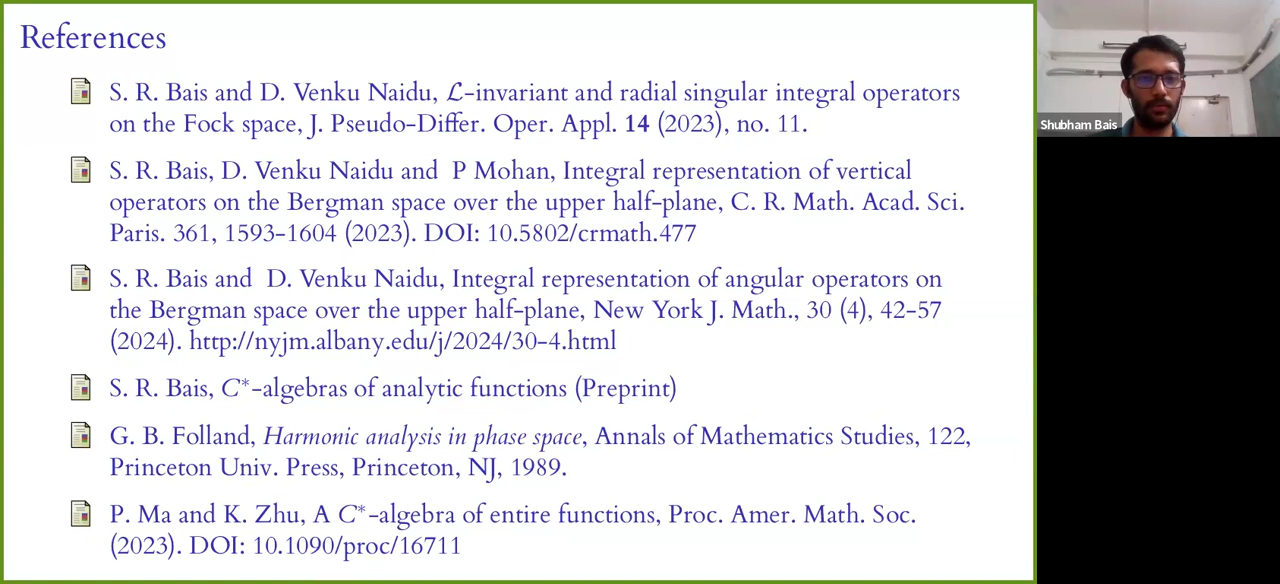 References
S. R. Bais and D. Venku Naidu, ℒ-invariant and radial singular integral operators
on the Fock space, J. Pseudo-Differ. Oper. Appl. 14 (2023), no. 11.
S. R. Bais, D. Venku Naidu and P Mohan, Integral representation of vertical
operators on the Bergman space over the upper half-plane, C. R. Math. Acad. Sci.
Paris. 361, 1593-1604 (2023). DOI: 10.5802/crmath.477
S. R. Bais and D. Venku Naidu, Integral representation of angular operators on
the Bergman space over the upper half-plane, New York J. Math., 30 (4), 42-57
(2024). http://nyjm.albany.edu/j/2024/30-4.html
S. R. Bais, C*-algebras of analytic functions (Preprint)
G. B. Folland, Harmonic analysis in phase space, Annals of Mathematics Studies, 122,
Princeton Univ. Press, Princeton, NJ, 1989.
P. Ma and K. Zhu, A C*-algebra of entire functions, Proc. Amer. Math. Soc.
(2023). DOI: 10.1090/proc/16711
Shubham Bais